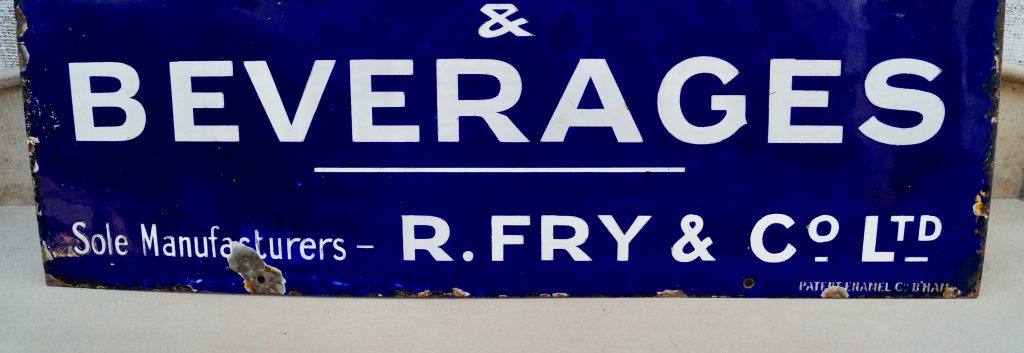 &
BEVERAGES
Sole Manufacturers – R. FRY & Co LTD
PATENT ENAMEL Co B'HAM